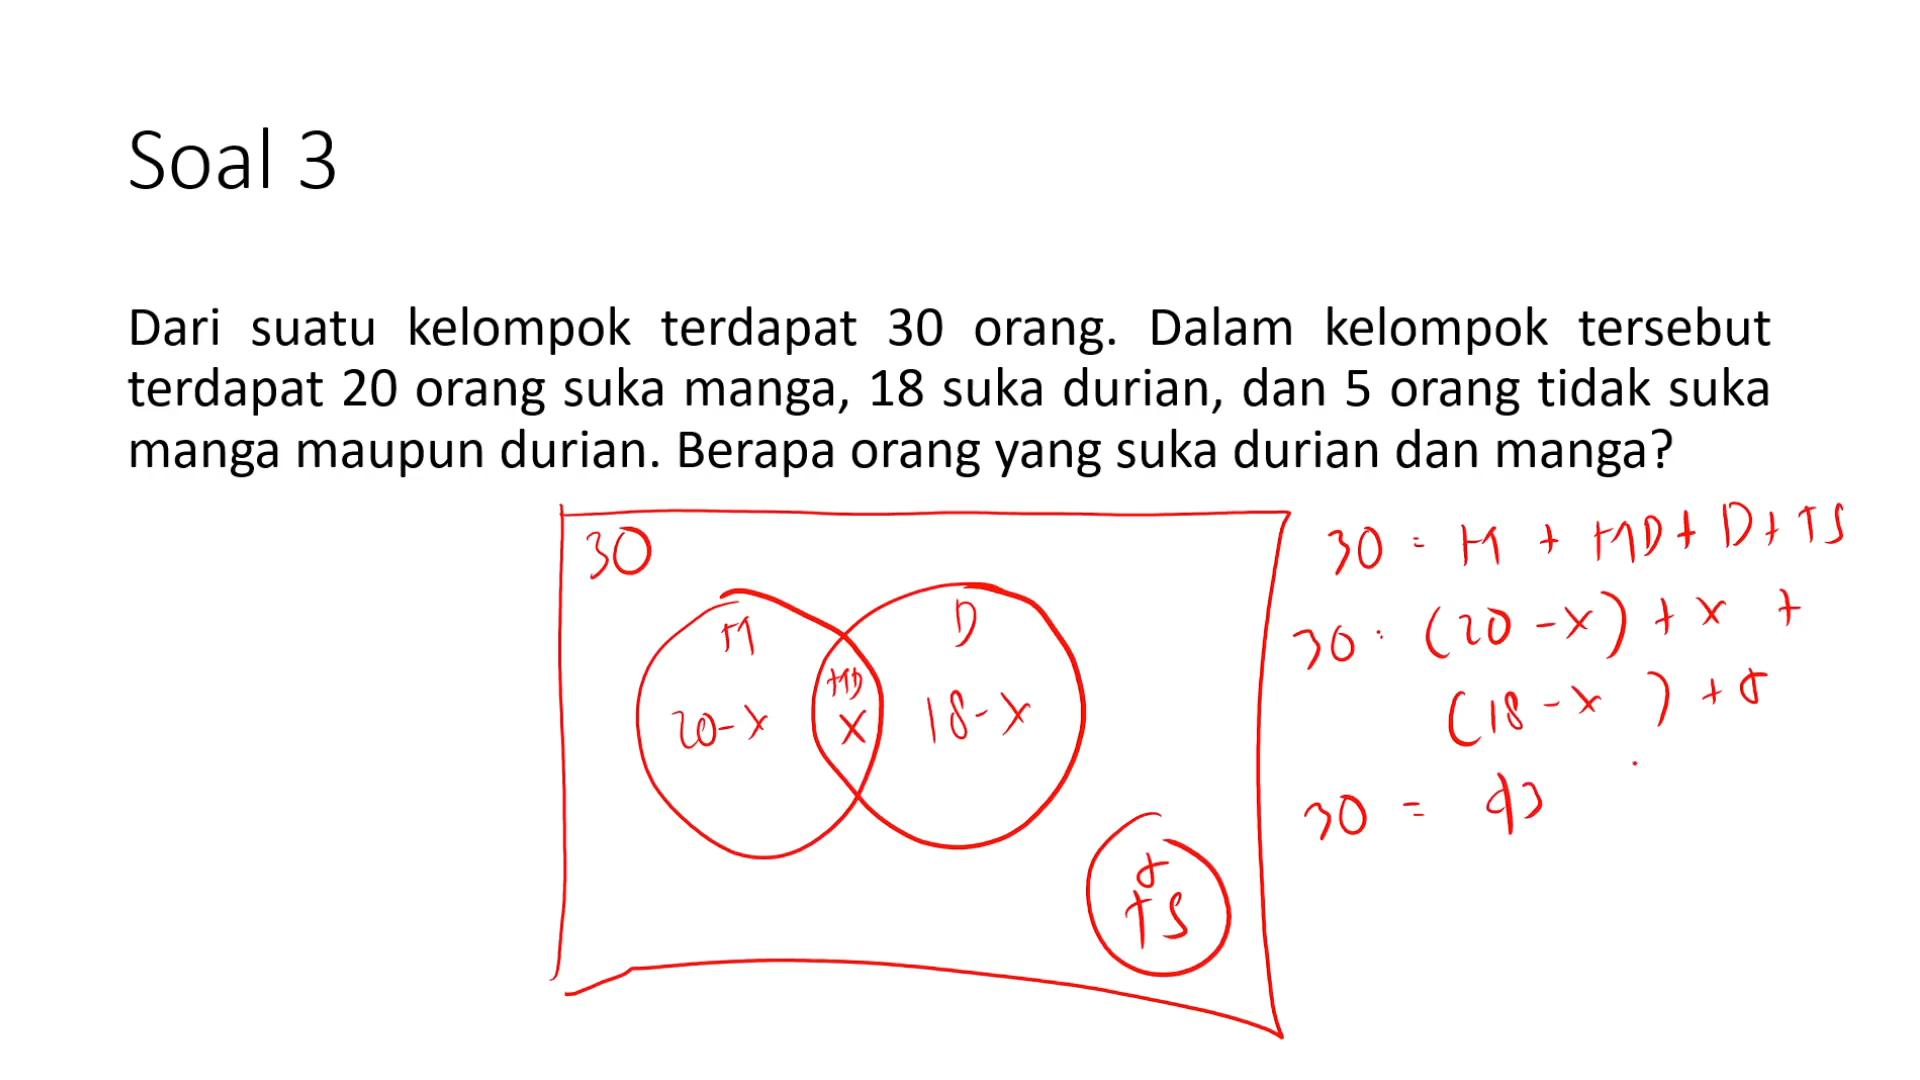 Soal 3
Dari suatu kelompok terdapat 30 orang. Dalam kelompok tersebut
terdapat 20 orang suka manga, 18 suka durian, dan 5 orang tidak suka
manga maupun durian. Berapa orang yang suka durian dan manga?
30
M
D
MD
20-x
x
18-x
5
TS
30 = M + MD + D + TS
30 = (20 - x) + x +
(18 - x) + 5
30 = 43